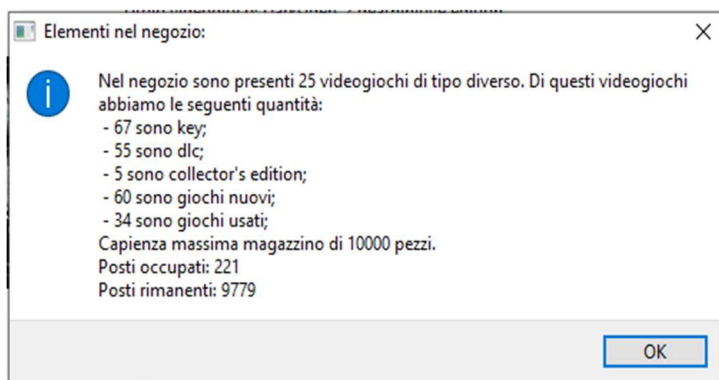 Elementi nel negozio:
Nel negozio sono presenti 25 videogiochi di tipo diverso. Di questi videogiochi
abbiamo le seguenti quantità:
- 67 sono key;
- 55 sono dlc;
- 5 sono collector's edition;
- 60 sono giochi nuovi;
- 34 sono giochi usati;
Capienza massima magazzino di 10000 pezzi.
Posti occupati: 221
Posti rimanenti: 9779
OK